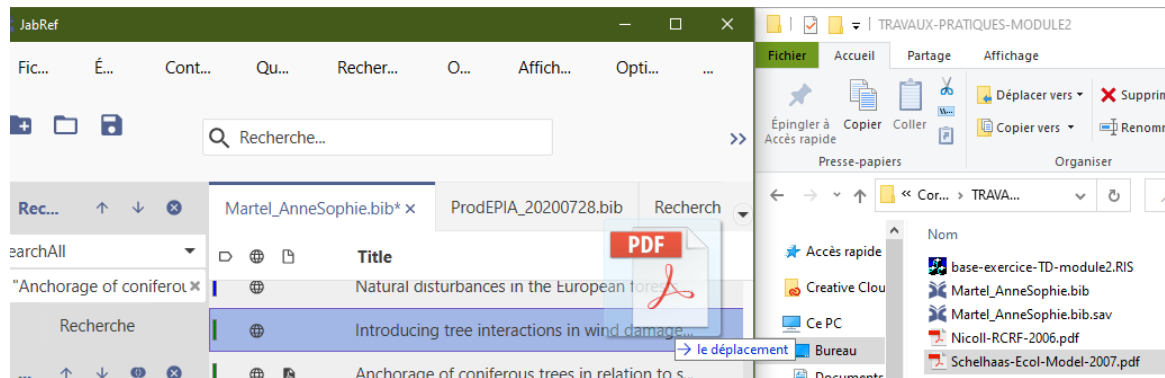 JabRef
Fic... É... Cont... Qu... Recher... O... Affich... Opti... ...
Recherche...
Rec...
Martel_AnneSophie.bib* ProdEPIA_20200728.bib Recherch
earchAll
Title
"Anchorage of coniferou
Natural disturbances in the European fores
Recherche
Introducing tree interactions in wind damage...
...
Anchorage of coniferous trees in relation to s...
PDF
le déplacement
TRAVAUX-PRATIQUES-MODULE2
Fichier Accueil Partage Affichage
Épingler à
Accès rapide
Copier
Coller
Déplacer vers
Copier vers
Supprin
Renomm
Presse-papiers
Organiser
« Cor... › TRAVA...
Nom
Accès rapide
Creative Clou
Ce PC
Bureau
Documents
base-exercice-TD-module2.RIS
Martel_AnneSophie.bib
Martel_AnneSophie.bib.sav
Nicoll-RCRF-2006.pdf
Schelhaas-Ecol-Model-2007.pdf